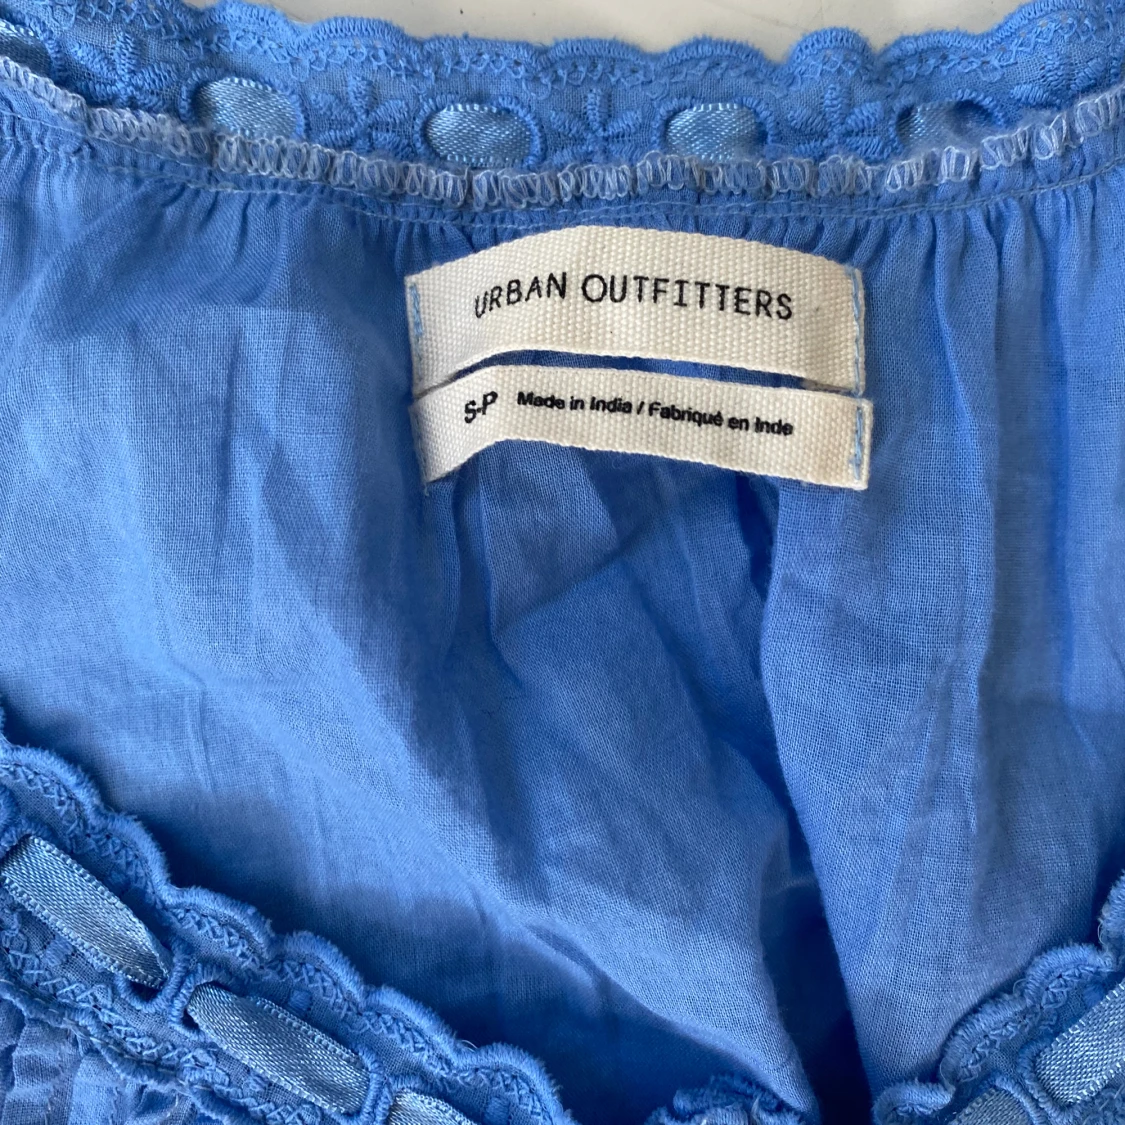 URBAN OUTFITTERS
S-P Made in India / Fabriqué en Inde